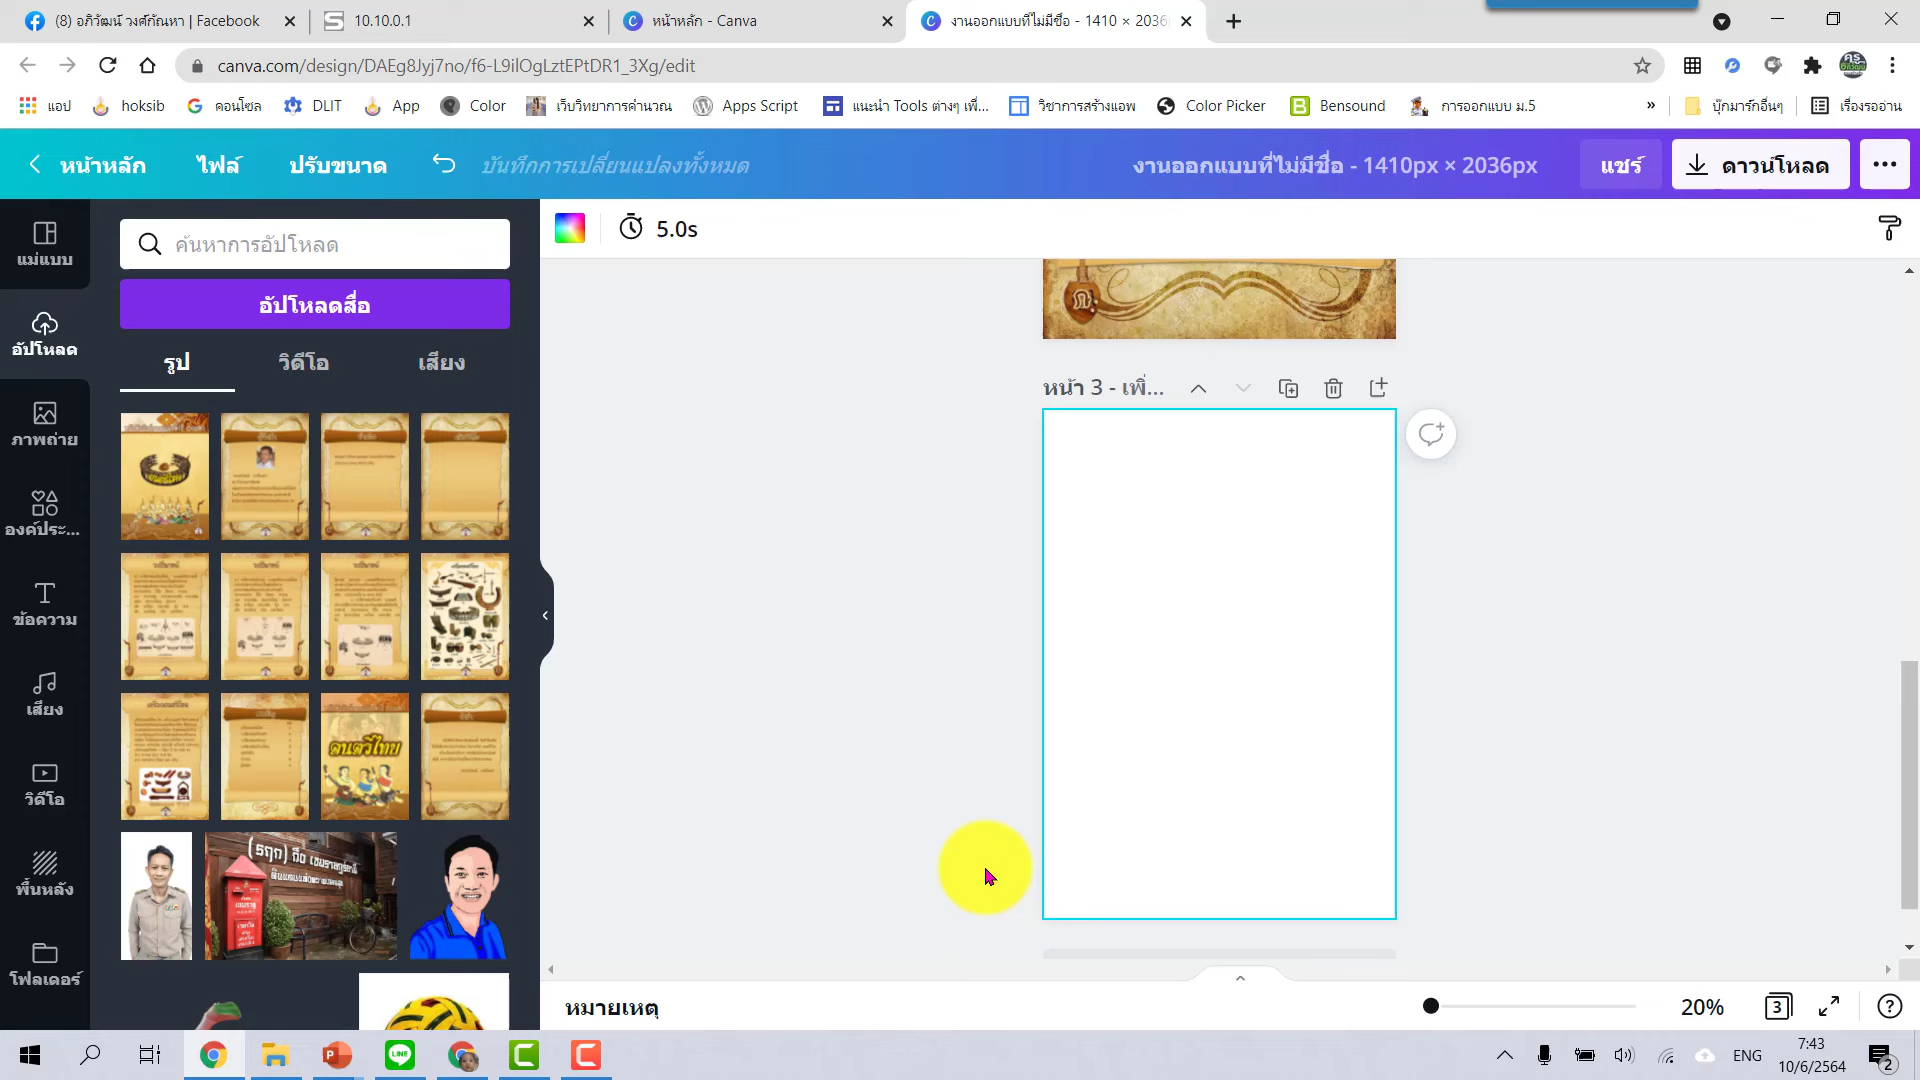 (8) อภิวัฒน์ วงศ์กัณหา | Facebook
10.10.0.1
หน้าหลัก - Canva
งานออกแบบที่ไม่มีชื่อ - 1410 × 2036
canva.com/design/DAEg8Jyj7no/f6-L9ilOgLztEPtDR1_3Xg/edit
แอป
hoksib
คอนโซล
DLIT
App
Color
เว็บวิทยาการคำนวณ
Apps Script
แนะนำ Tools ต่างๆ เพื่...
วิชาการสร้างแอพ
Color Picker
Bensound
การออกแบบ ม.5
»
บุ๊กมาร์กอื่นๆ
เรื่องรออ่าน
หน้าหลัก
ไฟล์
ปรับขนาด
บันทึกการเปลี่ยนแปลงทั้งหมด
งานออกแบบที่ไม่มีชื่อ - 1410px × 2036px
แชร์
ดาวน์โหลด
แม่แบบ
อัปโหลด
ภาพถ่าย
องค์ประ...
ข้อความ
เสียง
วิดีโอ
พื้นหลัง
โฟลเดอร์
ค้นหาการอัปโหลด
อัปโหลดสื่อ
รูป
วิดีโอ
เสียง
ดนตรีไทย
5.0s
หน้า 3 - เพิ่...
หมายเหตุ
20%
3
ENG
7:43
10/6/2564
2